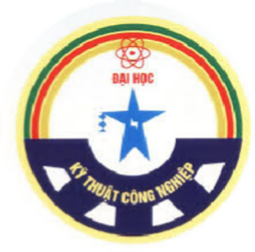 ĐẠI HỌC
KỸ THUẬT CÔNG NGHIỆP